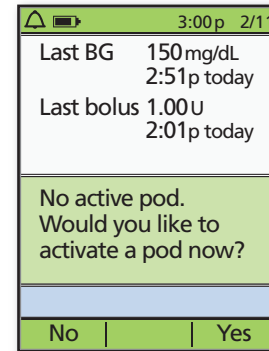 3:00p 2/11
Last BG 150 mg/dL
2:51p today
Last bolus 1.00 U
2:01p today
No active pod.
Would you like to
activate a pod now?
No Yes